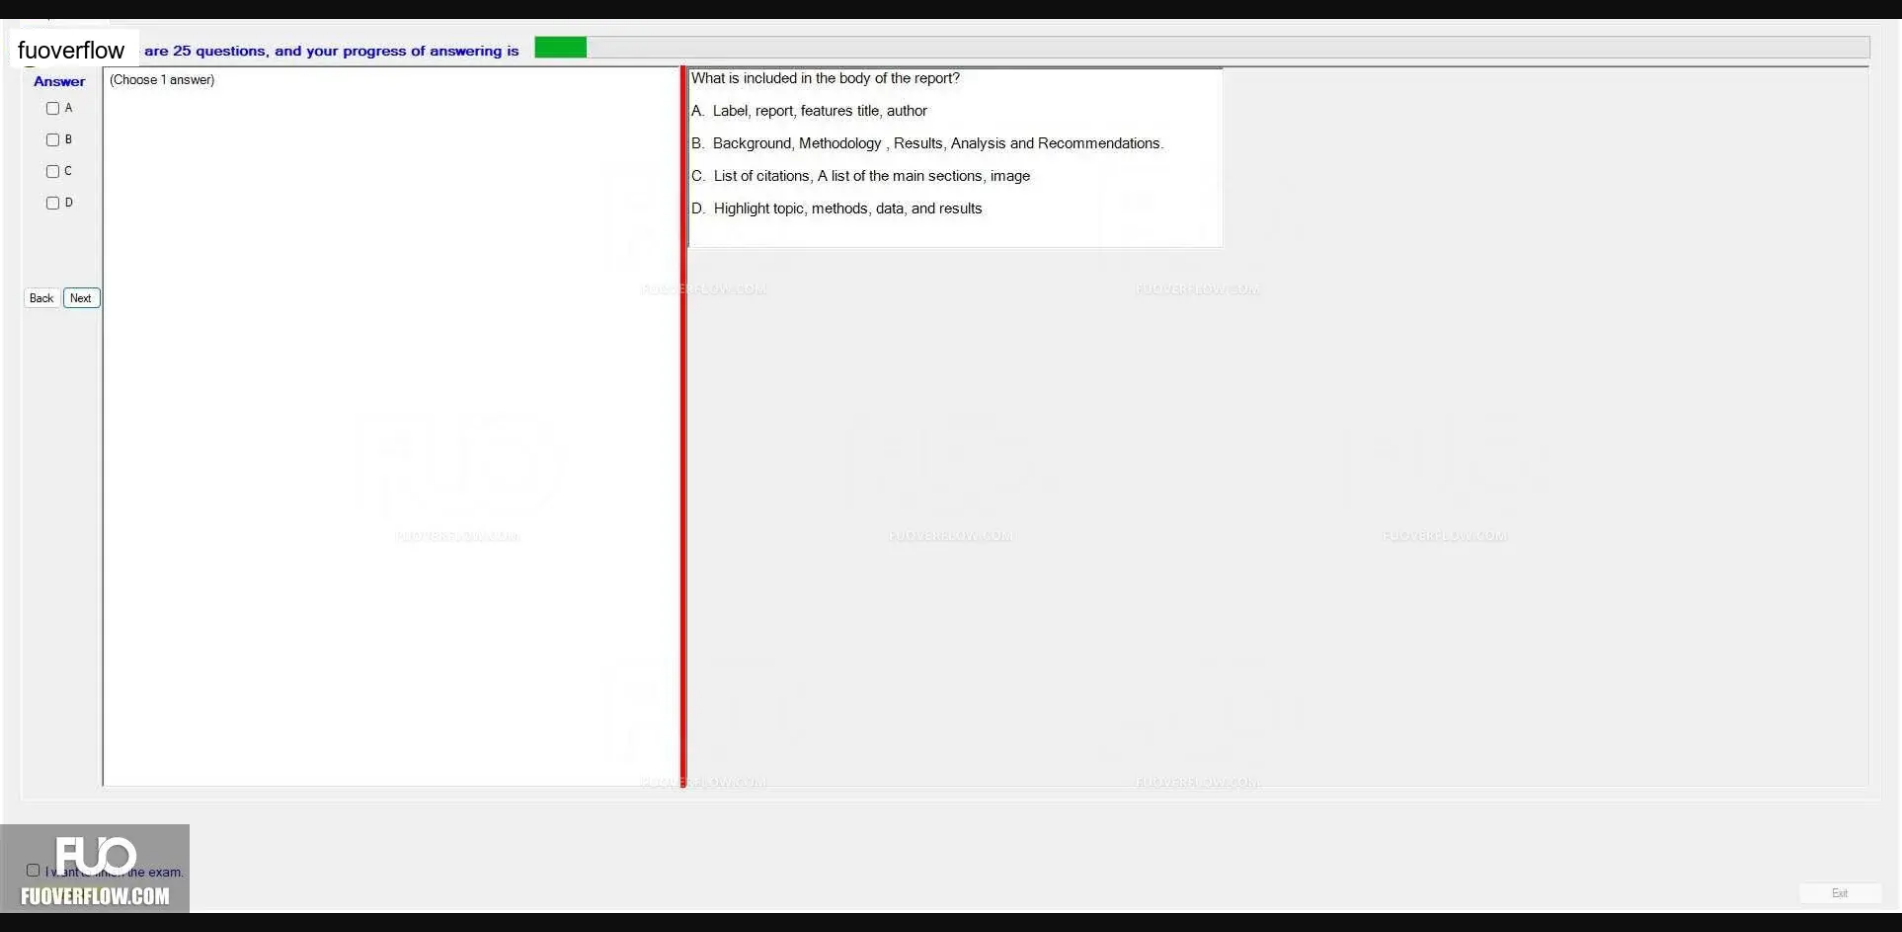 fuoverflow are 25 questions, and your progress of answering is
Answer
(Choose 1 answer)
A
B
C
D
Back Next
What is included in the body of the report?
A. Label, report, features title, author
B. Background, Methodology , Results, Analysis and Recommendations.
C. List of citations, A list of the main sections, image
D. Highlight topic, methods, data, and results
FUOVERFLOW.COM
FUOVERFLOW.COM
FUOVERFLOW.COM
FUOVERFLOW.COM
FUOVERFLOW.COM
FUOVERFLOW.COM
FUOVERFLOW.COM
FUO
I want the exam.
FUOVERFLOW.COM
Exit